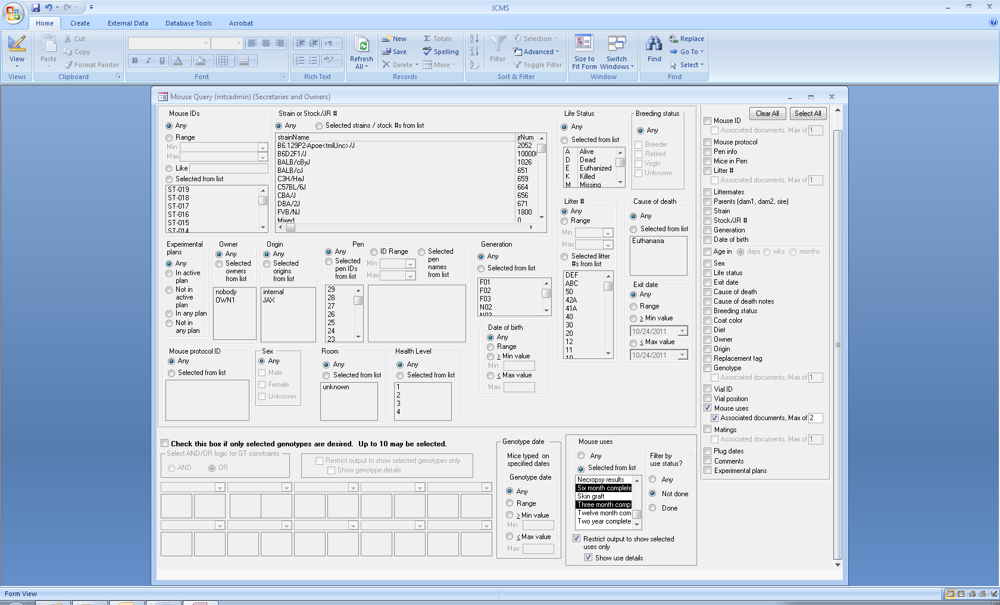 JCMS
Home Create External Data Database Tools Acrobat
View
Views
Paste
Cut
Copy
Format Painter
Clipboard
B I U A
Font
Rich Text
Refresh All
New
Save
Delete
Totals
Spelling
More
Records
Filter
Selection
Advanced
Toggle Filter
Sort & Filter
Size to Fit Form
Switch Windows
Window
Find
Replace
Go To
Select
Find
Mouse Query (mtsadmin) {Secretaries and Owners}
Mouse IDs
Any
Range
Min
Max
Like
Selected from list
ST-019
ST-018
ST-017
ST-016
ST-015
ST-014
Strain or Stock/JR #
Any
Selected strains / stock #s from list
strainName jrNum
B6.129P2-Apoe<tmlUnc>/J 2052
B6D2F1/J 100000
BALB/cByJ 1026
BALB/cJ 651
C3H/HeJ 659
C57BL/6J 664
CBA/J 656
DBA/2J 671
FVB/NJ 1800
Mixed 0
Life Status
Any
Selected from list
A Alive
D Dead
E Euthanized
K Killed
M Missing
Breeding status
Any
Breeder
Retired
Virgin
Unknown
Litter #
Any
Range
Min
Max
Selected litter
#s from list
DEF
ABC
50
42A
41A
40
30
20
12
11
10
Cause of death
Any
Selected from list
Euthanasia
Exit date
Any
Range
> Min value
10/24/2011
< Max value
10/24/2011
Experimental
plans
Any
In active
plan
Not in
active
plan
In any plan
Not in
any plan
Owner
Any
Selected
owners
from list
nobody
OWN1
Origin
Any
Selected
origins
from list
internal
JAX
Pen
Any
Selected
pen IDs
from list
ID Range
Min
Max
Selected
pen
names
from list
29
28
27
26
25
24
23
Generation
Any
Selected from list
F01
F02
F03
N02
N03
Date of birth
Any
Range
> Min value
Min
< Max value
Max
Mouse protocol ID
Any
Selected from list
Sex
Any
Male
Female
Unknown
Room
Any
Selected from list
unknown
Health Level
Any
Selected from list
1
2
3
4
Check this box if only selected genotypes are desired. Up to 10 may be selected.
Select AND/OR logic for GT constraints
AND OR
Restrict output to show selected genotypes only
Show genotype details
Genotype date
Mice typed on
specified dates
Genotype date
Any
Range
> Min value
Min
< Max value
Max
Mouse uses
Any
Selected from list
Necropsy results
Six month complete
Skin graft
Three month comp
Twelve month com
Two year complete
Filter by
use status?
Any
Not done
Done
Restrict output to show selected
uses only
Show use details
Clear All Select All
Mouse ID
Associated documents, Max of 1
Mouse protocol
Pen info
Mice in Pen
Litter #
Associated documents, Max of 1
Littermates
Parents (dam1, dam2, sire)
Strain
Stock/JR #
Generation
Date of birth
Age in days wks months
Sex
Life status
Exit date
Cause of death
Cause of death notes
Breeding status
Coat color
Diet
Owner
Origin
Replacement tag
Genotype
Associated documents, Max of 1
Vial ID
Vial position
Mouse uses
Associated documents, Max of 2
Matings
Associated documents, Max of 1
Plug dates
Comments
Experimental plans
Form View